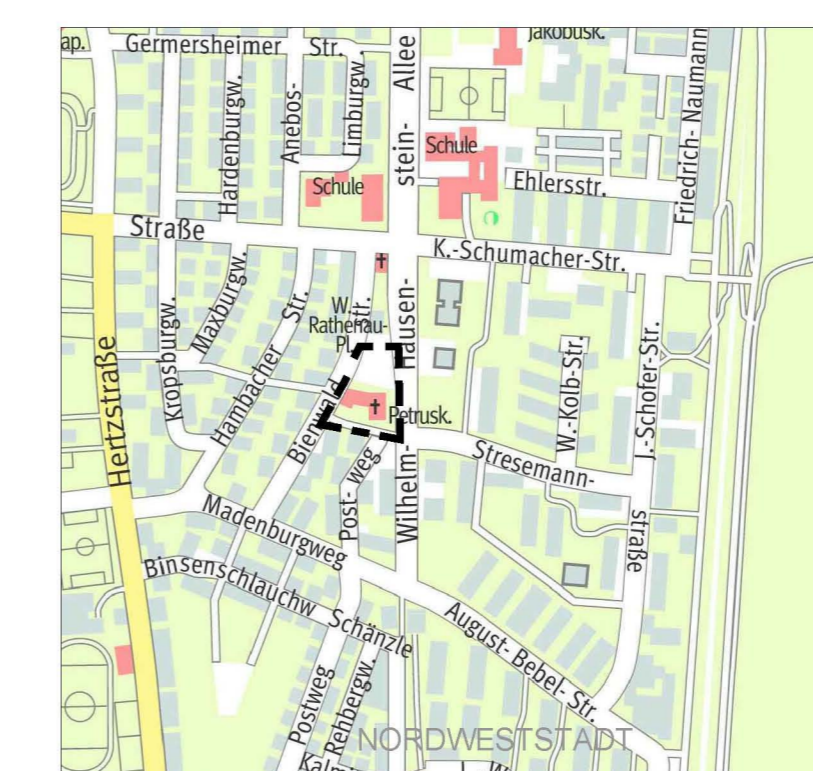 ap.
Germersheimer Str.
Allee
Jakobusk.
Hardenburgw.
Anebos-
Limburgw.
stein-
Schule
Friedrich-Naumann
Schule
Ehlersstr.
Straße
K.-Schumacher-Str.
Maxburgw.
Str.
W.
Rathenau-
Pl.
str.
Hausen-
Kropsburgw.
Hertzstraße
Hambacher
Bienwald
Petrusk.
W.-Kolb-Str.
J.-Schofer-Str.
Post-
weg
Wilhelm-
Stresemann-
straße
Madenburgweg
Binsenschlauchw
Schänzle
August-Bebel-Str.
Postweg
Rehbergw.
NORDWESTSTADT